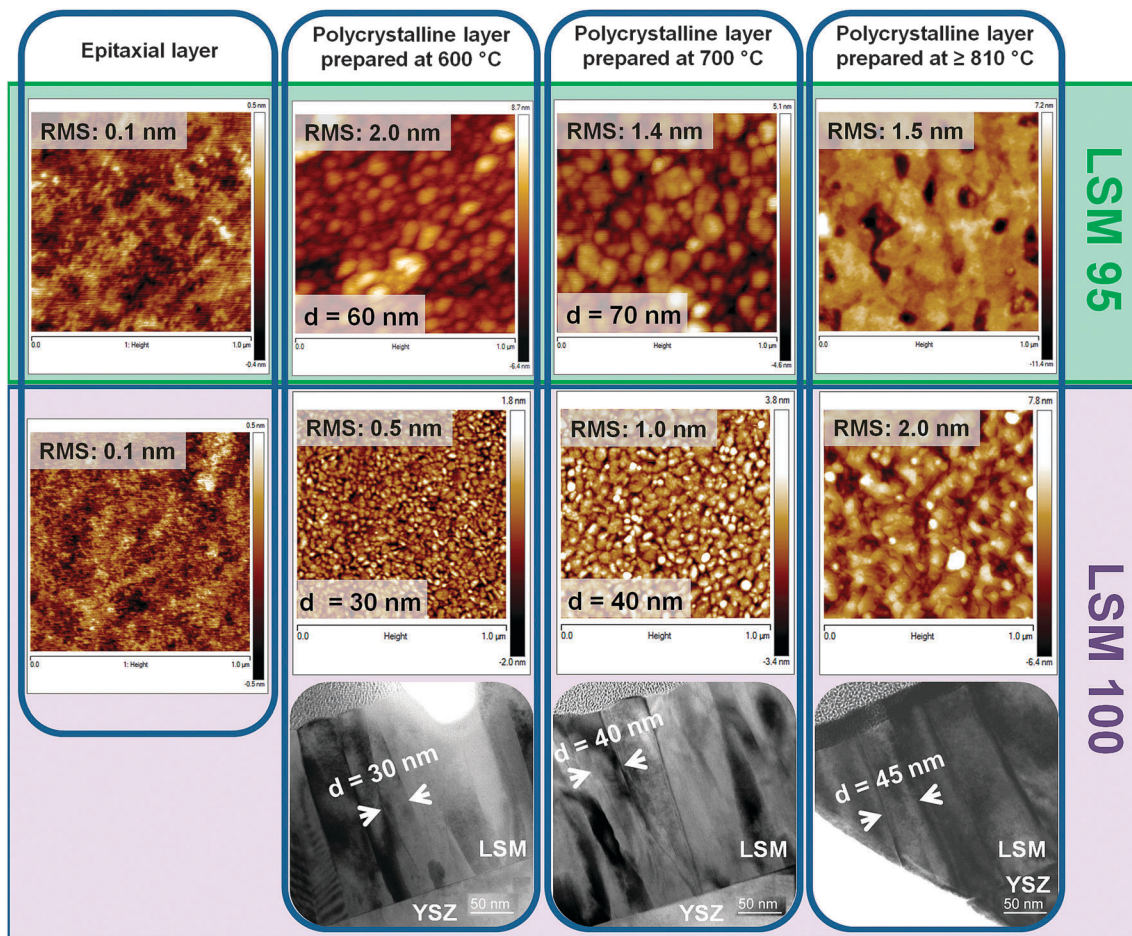 Epitaxial layer
Polycrystalline layer
prepared at 600 °C
Polycrystalline layer
prepared at 700 °C
Polycrystalline layer
prepared at ≥ 810 °C
LSM 95
0.5 nm
RMS: 0.1 nm
0.0
1: Height
1.0 µm
-0.4 nm
8.7 nm
RMS: 2.0 nm
d = 60 nm
0.0
Height
1.0 µm
-6.4 nm
5.1 nm
RMS: 1.4 nm
d = 70 nm
0.0
Height
1.0 µm
-4.6 nm
7.2 nm
RMS: 1.5 nm
0.0
1: Height
1.0 µm
-11.4 nm
LSM 100
0.5 nm
RMS: 0.1 nm
0.0
1: Height
1.0 µm
-0.5 nm
1.8 nm
RMS: 0.5 nm
d = 30 nm
0.0
Height
1.0 µm
-2.0 nm
3.8 nm
RMS: 1.0 nm
d = 40 nm
0.0
Height
1.0 µm
-3.4 nm
7.8 nm
RMS: 2.0 nm
0.0
Height
1.0 µm
-6.4 nm
d = 30 nm
LSM
YSZ
50 nm
d = 40 nm
LSM
YSZ
50 nm
d = 45 nm
LSM
YSZ
50 nm